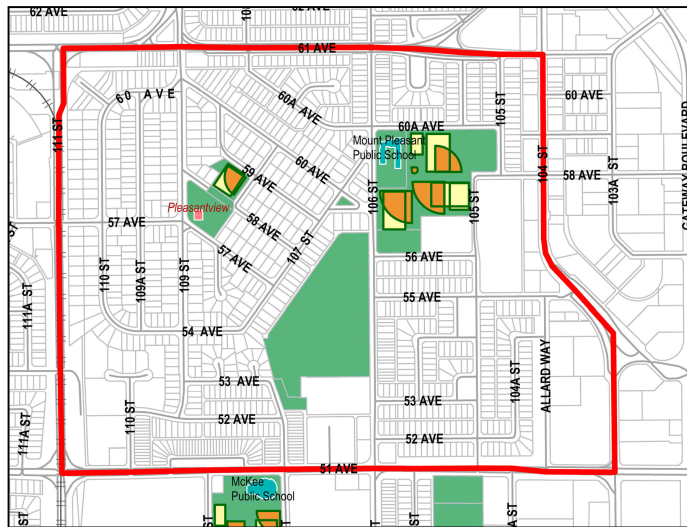 62 AVE
62 AVE
61 AVE
60 AVE
60A AVE
60A AVE
105 ST
60 AVE
111 ST
Mount Pleasant
Public School
104 ST
GATEWAY BOULEVARD
59 AVE
60 AVE
58 AVE
103A ST
106 ST
105 ST
Pleasantview
57 AVE
58 AVE
107 ST
57 AVE
56 AVE
110 ST
109A ST
109 ST
111A ST
55 AVE
54 AVE
53 AVE
104A ST
ALLARD WAY
53 AVE
110 ST
52 AVE
111A ST
52 AVE
51 AVE
McKee
Public School